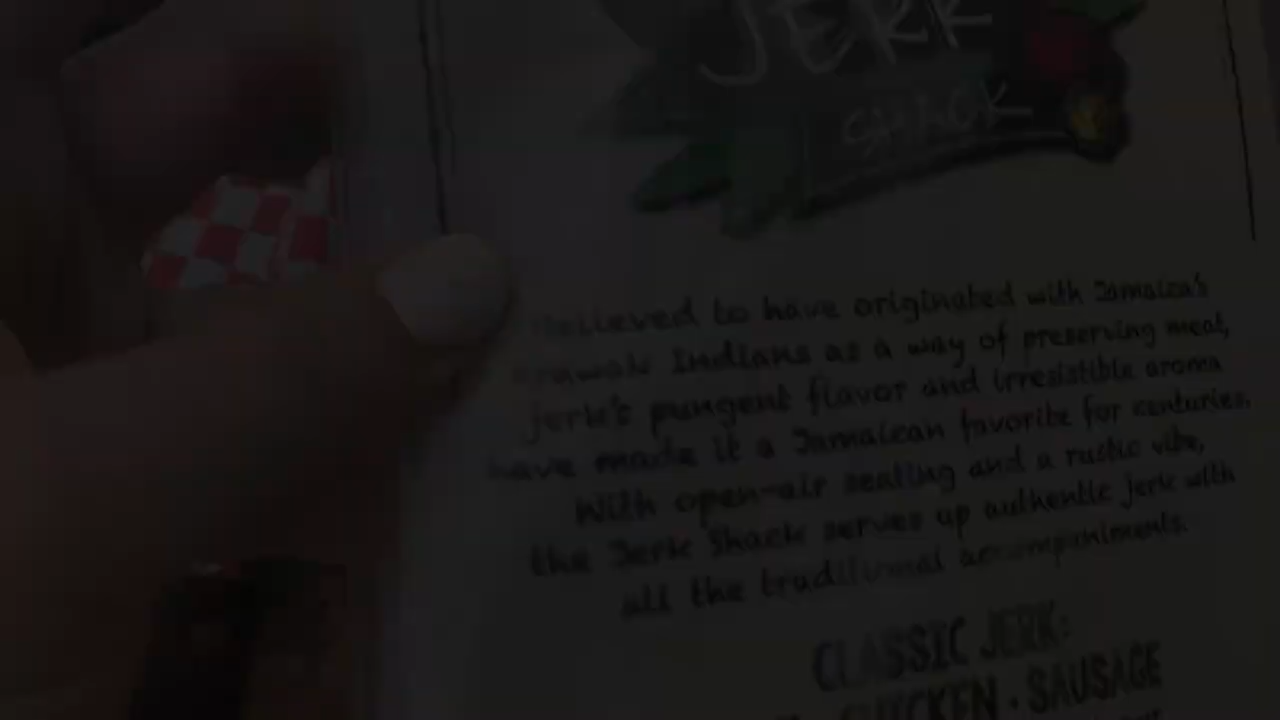 JERK
SHACK
Believed to have originated with Jamaica's
Arawak Indians as a way of preserving meat,
jerk's pungent flavor and irresistible aroma
have made it a Jamaican favorite for centuries.
With open-air seating and a rustic vibe,
the Jerk Shack serves up authentic jerk with
all the traditional accompaniments.
CLASSIC JERK:
CHICKEN · SAUSAGE